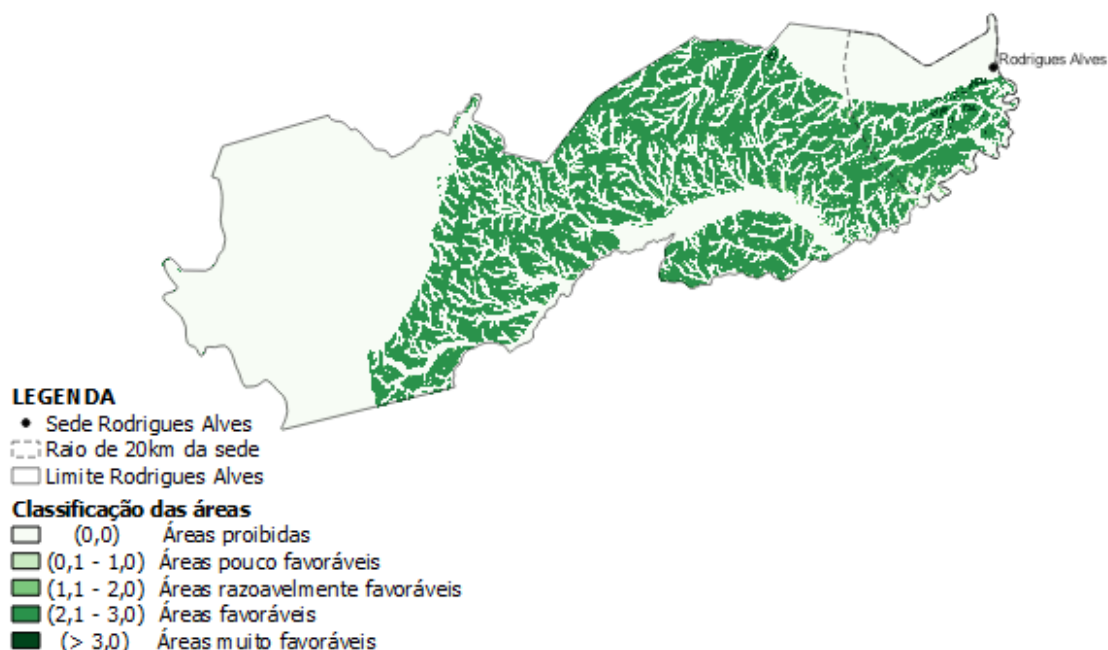 Rodrigues Alves
LEGENDA
Sede Rodrigues Alves
Raio de 20km da sede
Limite Rodrigues Alves
Classificação das áreas
(0,0) Áreas proibidas
(0,1 - 1,0) Áreas pouco favoráveis
(1,1 - 2,0) Áreas razoavelmente favoráveis
(2,1 - 3,0) Áreas favoráveis
(> 3,0) Áreas muito favoráveis